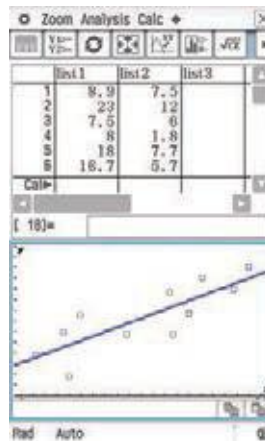 Zoom Analysis Calc
list1 list2 list3
1 8.9 7.5
2 23 12
3 7.5 6
4 8 1.8
5 18 7.7
6 16.7 5.7
Cal
[ 18]=
Rad Auto